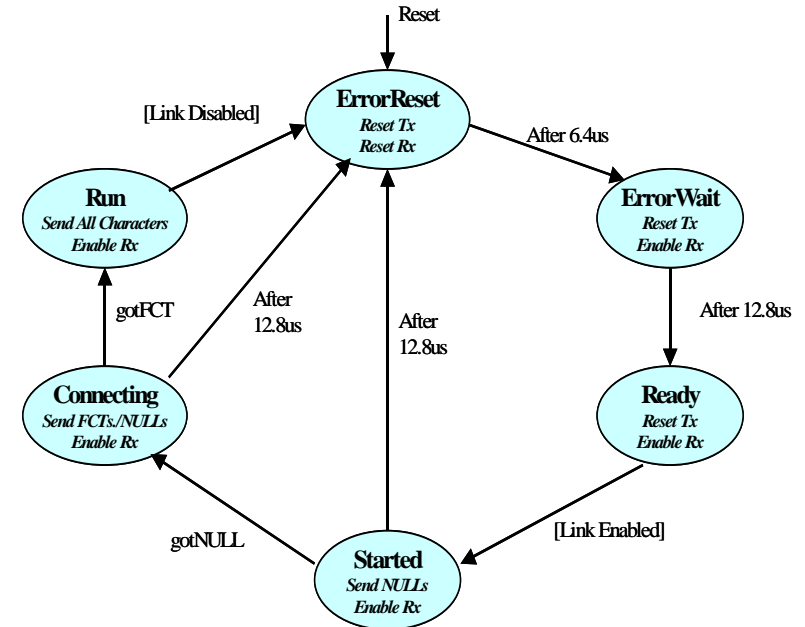 Reset
ErrorReset
Reset Tx
Reset Rx
[Link Disabled]
After 6.4us
Run
Send All Characters
Enable Rx
ErrorWait
Reset Tx
Enable Rx
gotFCT
After
12.8us
After
12.8us
After 12.8us
Connecting
Send FCTs./NULLs
Enable Rx
Ready
Reset Tx
Enable Rx
gotNULL
[Link Enabled]
Started
Send NULLs
Enable Rx